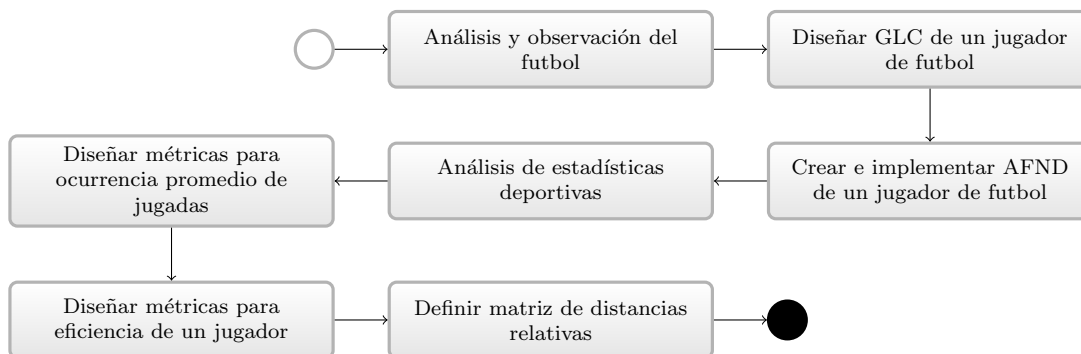 Análisis y observación del
futbol
Diseñar GLC de un jugador
de futbol
Crear e implementar AFND
de un jugador de futbol
Análisis de estadísticas
deportivas
Diseñar métricas para
ocurrencia promedio de
jugadas
Diseñar métricas para
eficiencia de un jugador
Definir matriz de distancias
relativas